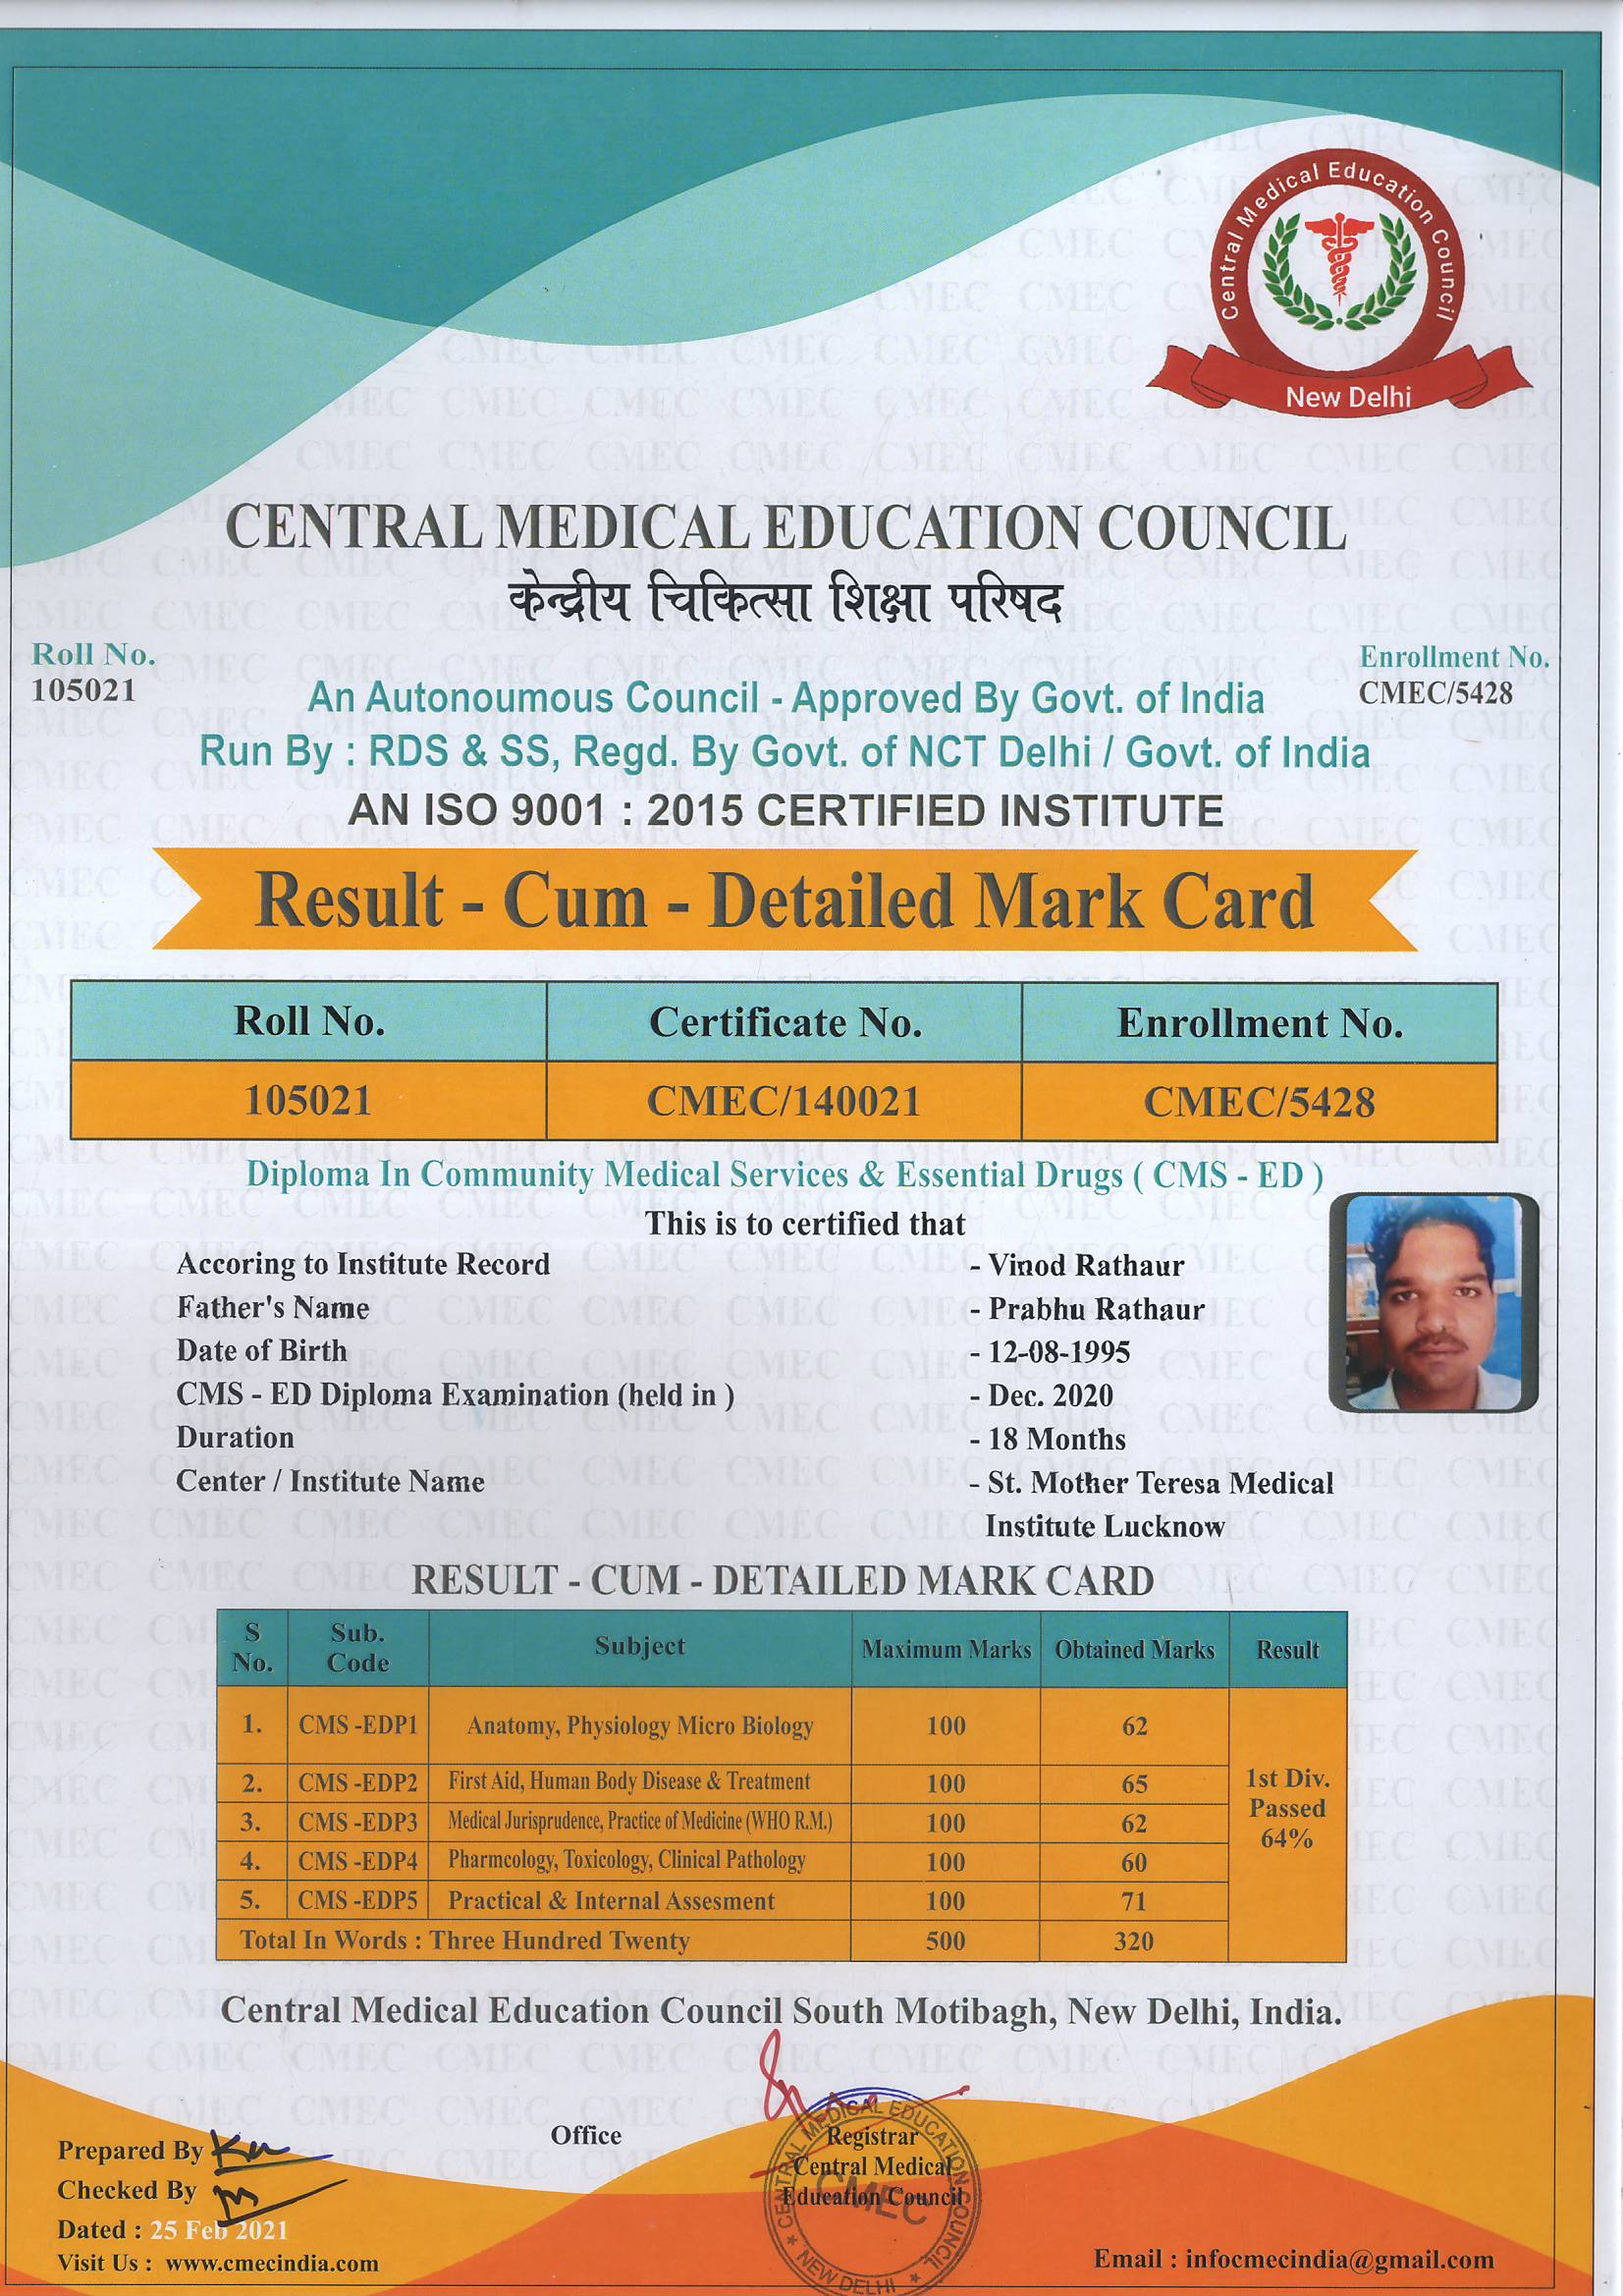 Central Medical Education Council
New Delhi
CENTRAL MEDICAL EDUCATION COUNCIL
केन्द्रीय चिकित्सा शिक्षा परिषद
Roll No.
105021
Enrollment No.
CMEC/5428
An Autonoumous Council - Approved By Govt. of India
Run By : RDS & SS, Regd. By Govt. of NCT Delhi / Govt. of India
AN ISO 9001 : 2015 CERTIFIED INSTITUTE
Result - Cum - Detailed Mark Card
Roll No. Certificate No. Enrollment No.
105021 CMEC/140021 CMEC/5428
Diploma In Community Medical Services & Essential Drugs ( CMS - ED )
This is to certified that
Accoring to Institute Record - Vinod Rathaur
Father's Name - Prabhu Rathaur
Date of Birth - 12-08-1995
CMS - ED Diploma Examination (held in ) - Dec. 2020
Duration - 18 Months
Center / Institute Name - St. Mother Teresa Medical
Institute Lucknow
RESULT - CUM - DETAILED MARK CARD
S No. Sub. Code Subject Maximum Marks Obtained Marks Result
1. CMS -EDP1 Anatomy, Physiology Micro Biology 100 62
2. CMS -EDP2 First Aid, Human Body Disease & Treatment 100 65
3. CMS -EDP3 Medical Jurisprudence, Practice of Medicine (WHO R.M.) 100 62
4. CMS -EDP4 Pharmcology, Toxicology, Clinical Pathology 100 60
5. CMS -EDP5 Practical & Internal Assesment 100 71
1st Div.
Passed
64%
Total In Words : Three Hundred Twenty 500 320
Central Medical Education Council South Motibagh, New Delhi, India.
Prepared By
Checked By
Dated : 25 Feb 2021
Visit Us : www.cmecindia.com
Office
Registrar
Central Medical
Education Council
CENTRAL MEDICAL EDUCATION COUNCIL
CMEC
NEW DELHI
Email : infocmecindia@gmail.com